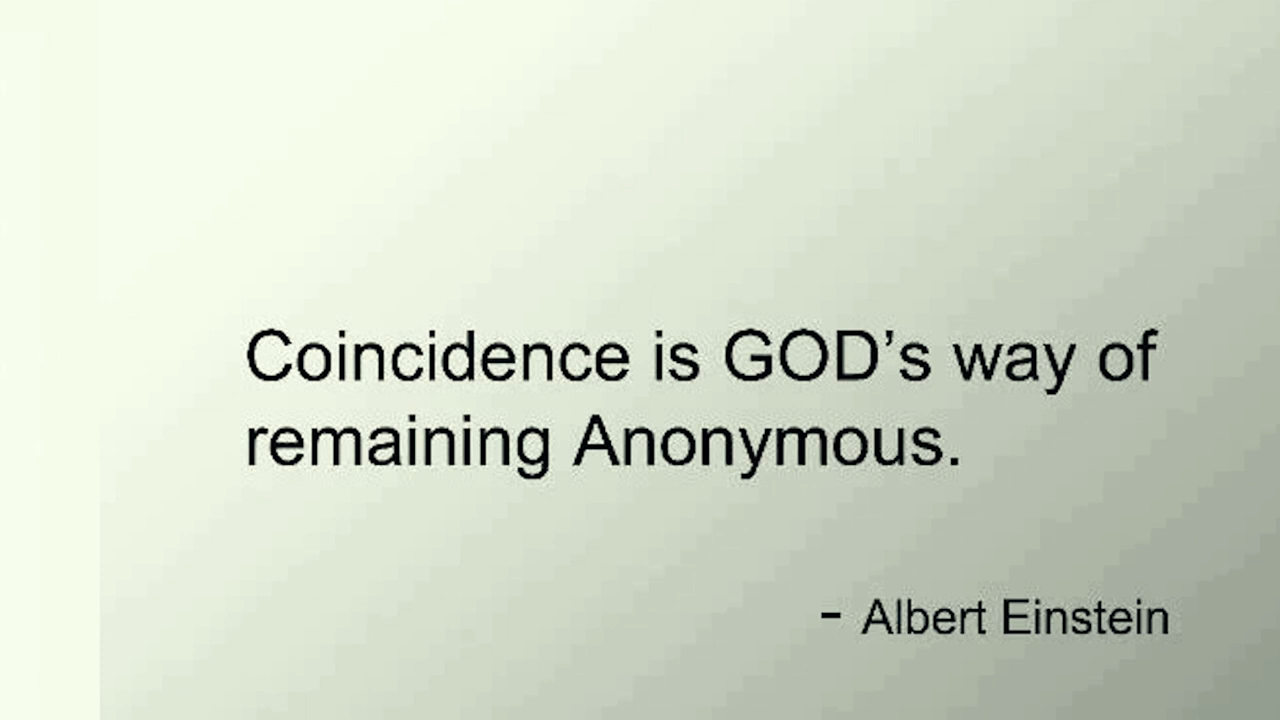 Coincidence is GOD’s way of
remaining Anonymous.
- Albert Einstein